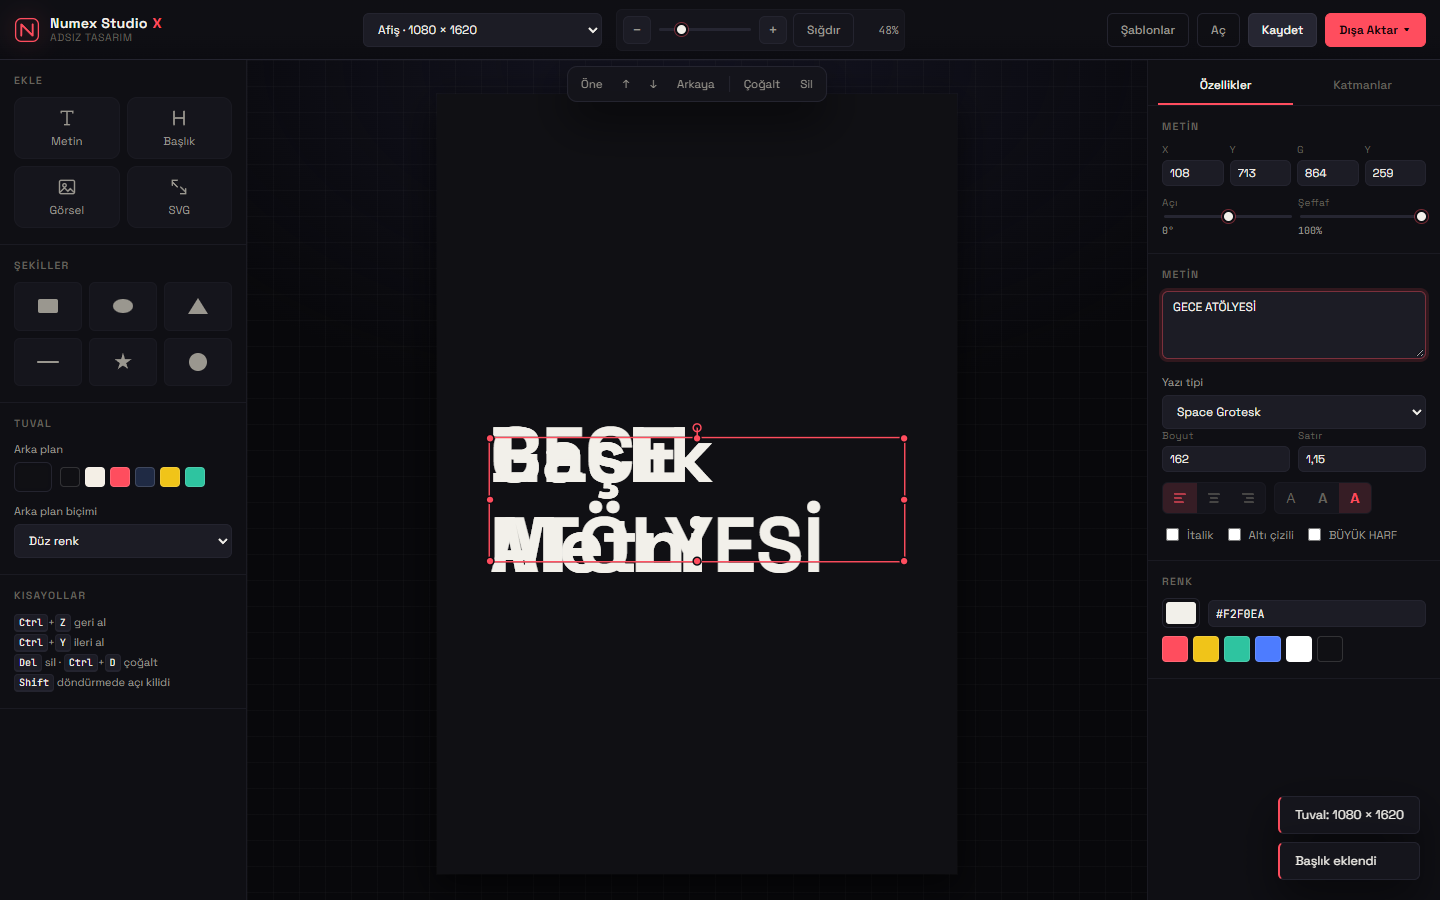 Numex Studio X
ADSIZ TASARIM
Afiş · 1080 × 1620
−
+
Sığdır
48%
Şablonlar
Aç
Kaydet
Dışa Aktar
EKLE
Metin
Başlık
Görsel
SVG
ŞEKİLLER
TUVAL
Arka plan
Arka plan biçimi
Düz renk
KISAYOLLAR
Ctrl + Z geri al
Ctrl + Y ileri al
Del sil · Ctrl + D çoğalt
Shift döndürmede açı kilidi
Öne ↑ ↓ Arkaya Çoğalt Sil
Başlık
Metni
ATÖLYESİ
Özellikler
Katmanlar
METİN
X Y G Y
108 713 864 259
Açı Şeffaf
0° 100%
METİN
GECE ATÖLYESİ
Yazı tipi
Space Grotesk
Boyut Satır
162 1,15
A A A
İtalik Altı çizili BÜYÜK HARF
RENK
#F2F0EA
Tuval: 1080 × 1620
Başlık eklendi